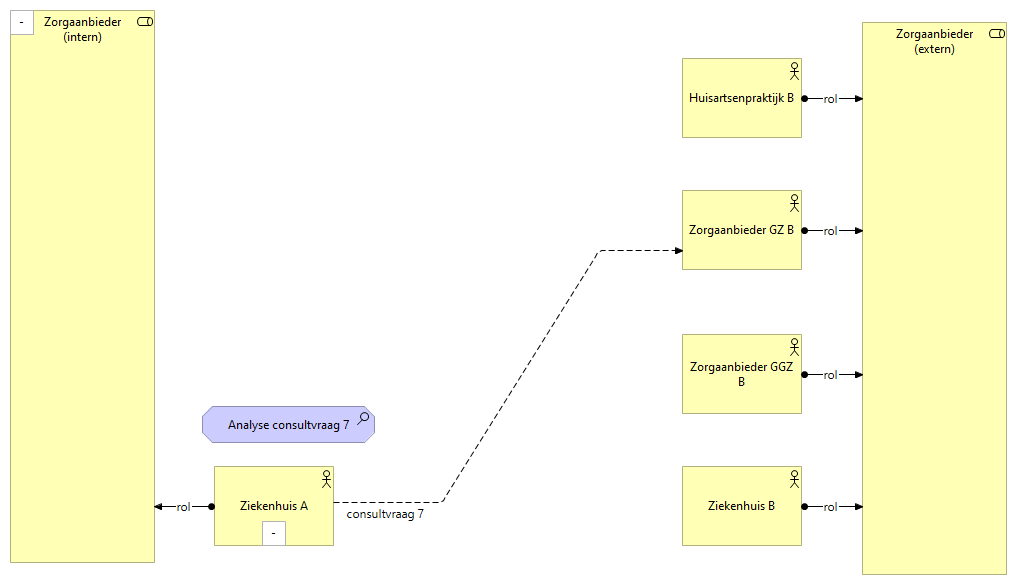 -
Zorgaanbieder
(intern)
Zorgaanbieder
(extern)
Huisartsenpraktijk B
rol
Zorgaanbieder GZ B
rol
Zorgaanbieder GGZ
B
rol
Analyse consultvraag 7
rol
Ziekenhuis A
-
consultvraag 7
Ziekenhuis B
rol